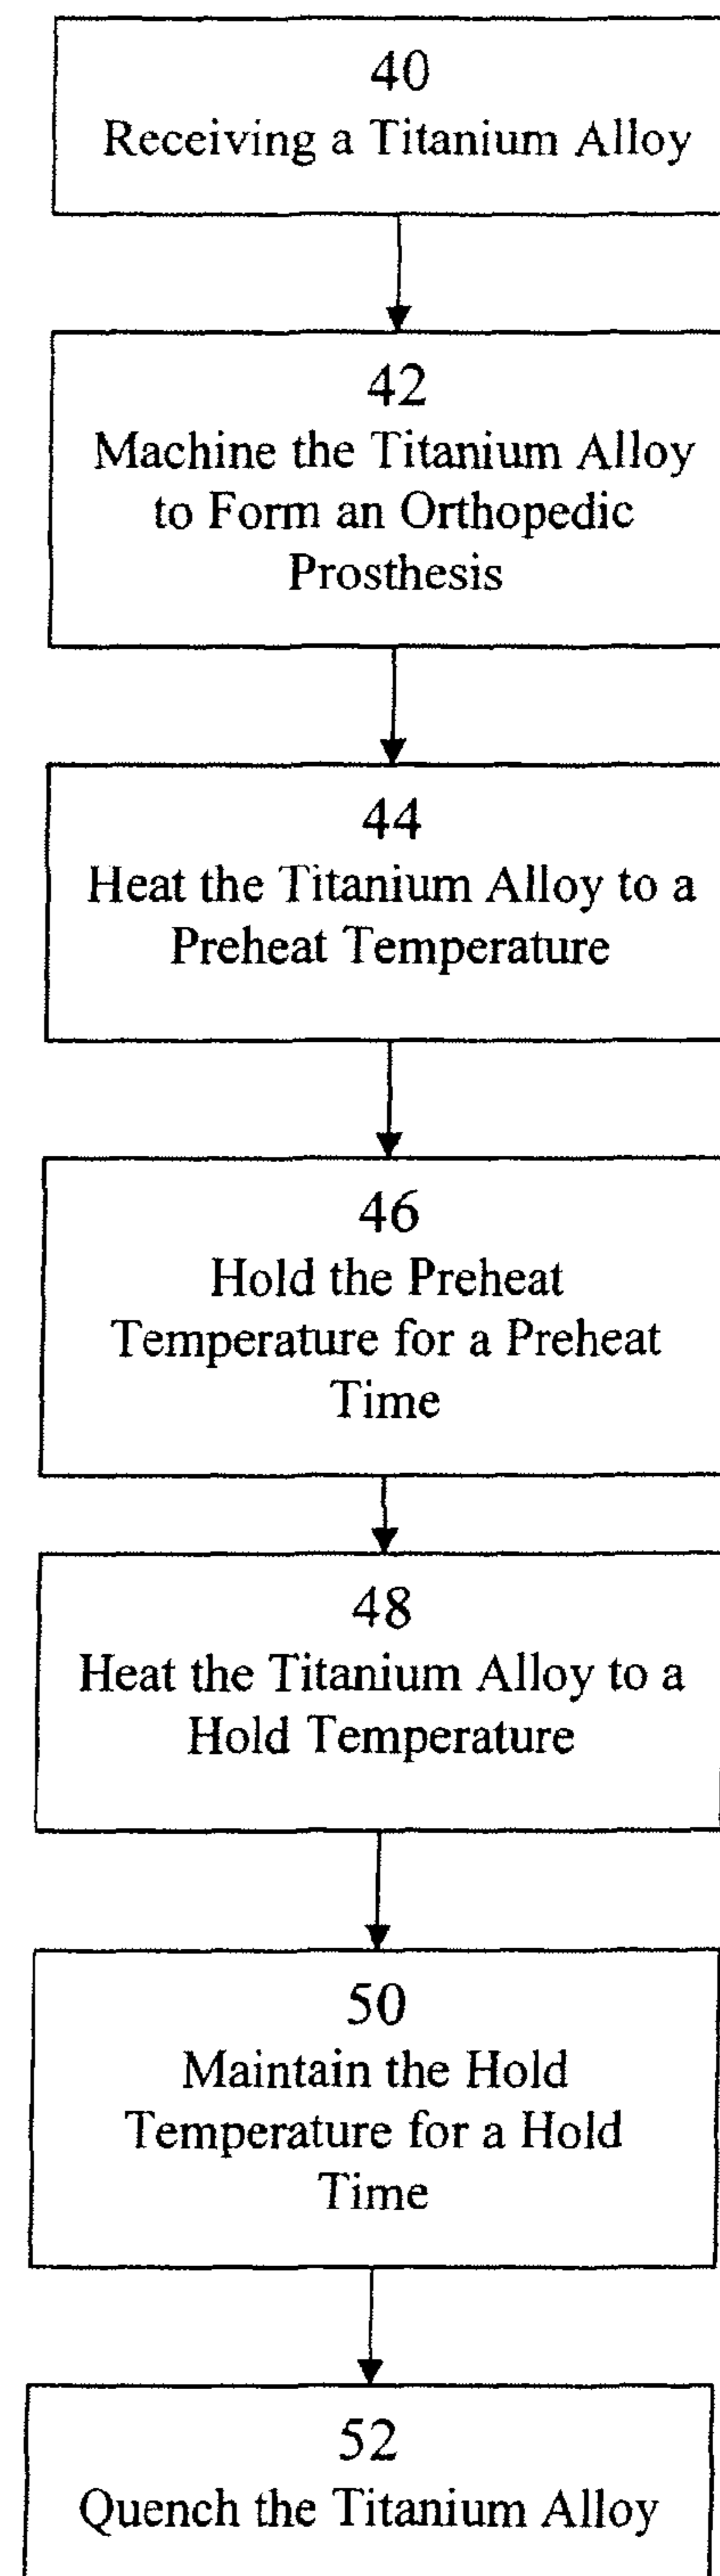 40
Receiving a Titanium Alloy
42
Machine the Titanium Alloy
to Form an Orthopedic
Prosthesis
44
Heat the Titanium Alloy to a
Preheat Temperature
46
Hold the Preheat
Temperature for a Preheat
Time
48
Heat the Titanium Alloy to a
Hold Temperature
50
Maintain the Hold
Temperature for a Hold
Time
52
Quench the Titanium Alloy